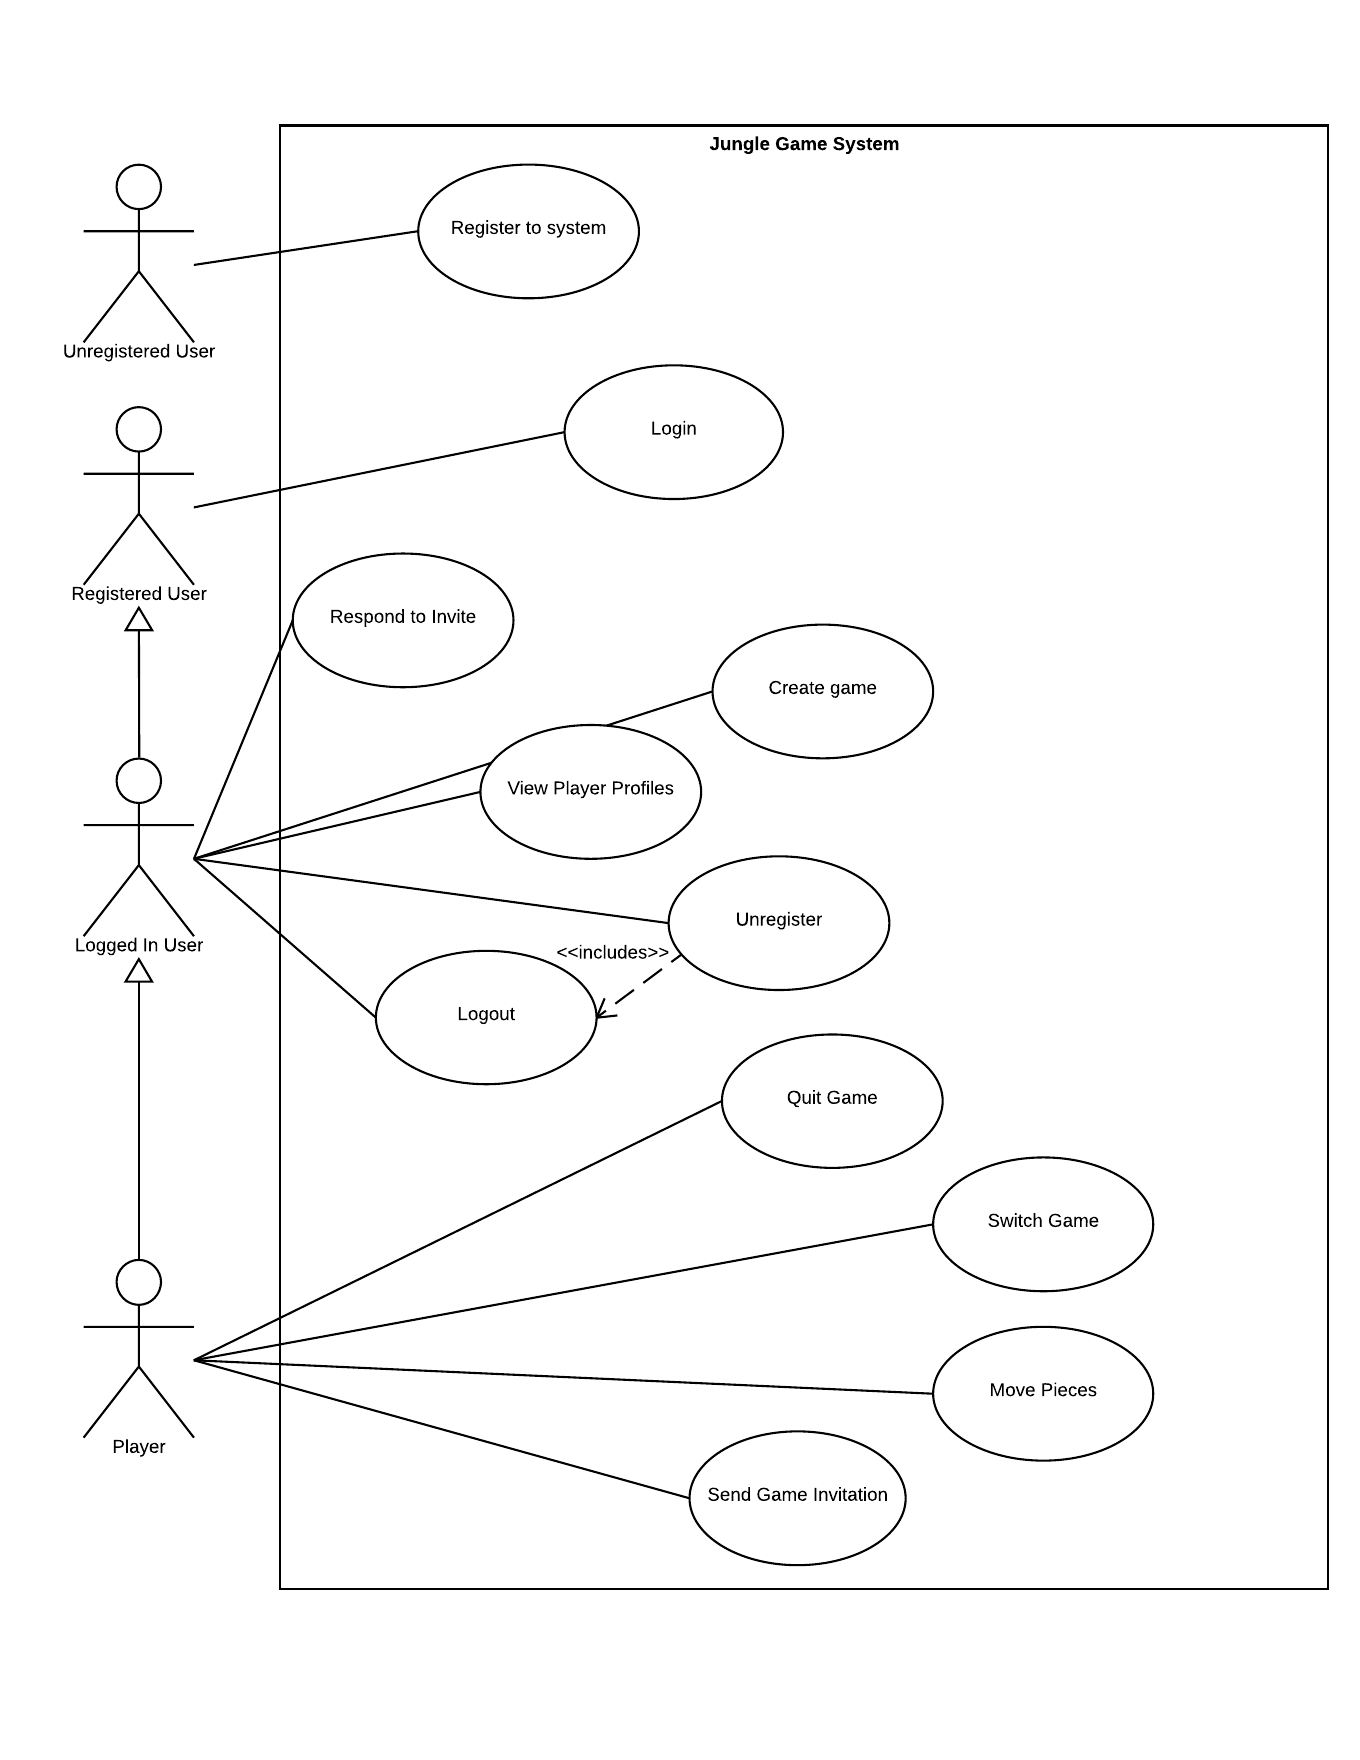 Jungle Game System
Register to system
Unregistered User
Login
Registered User
Respond to Invite
Create game
View Player Profiles
Unregister
Logged In User
<<includes>>
Logout
Quit Game
Switch Game
Move Pieces
Player
Send Game Invitation